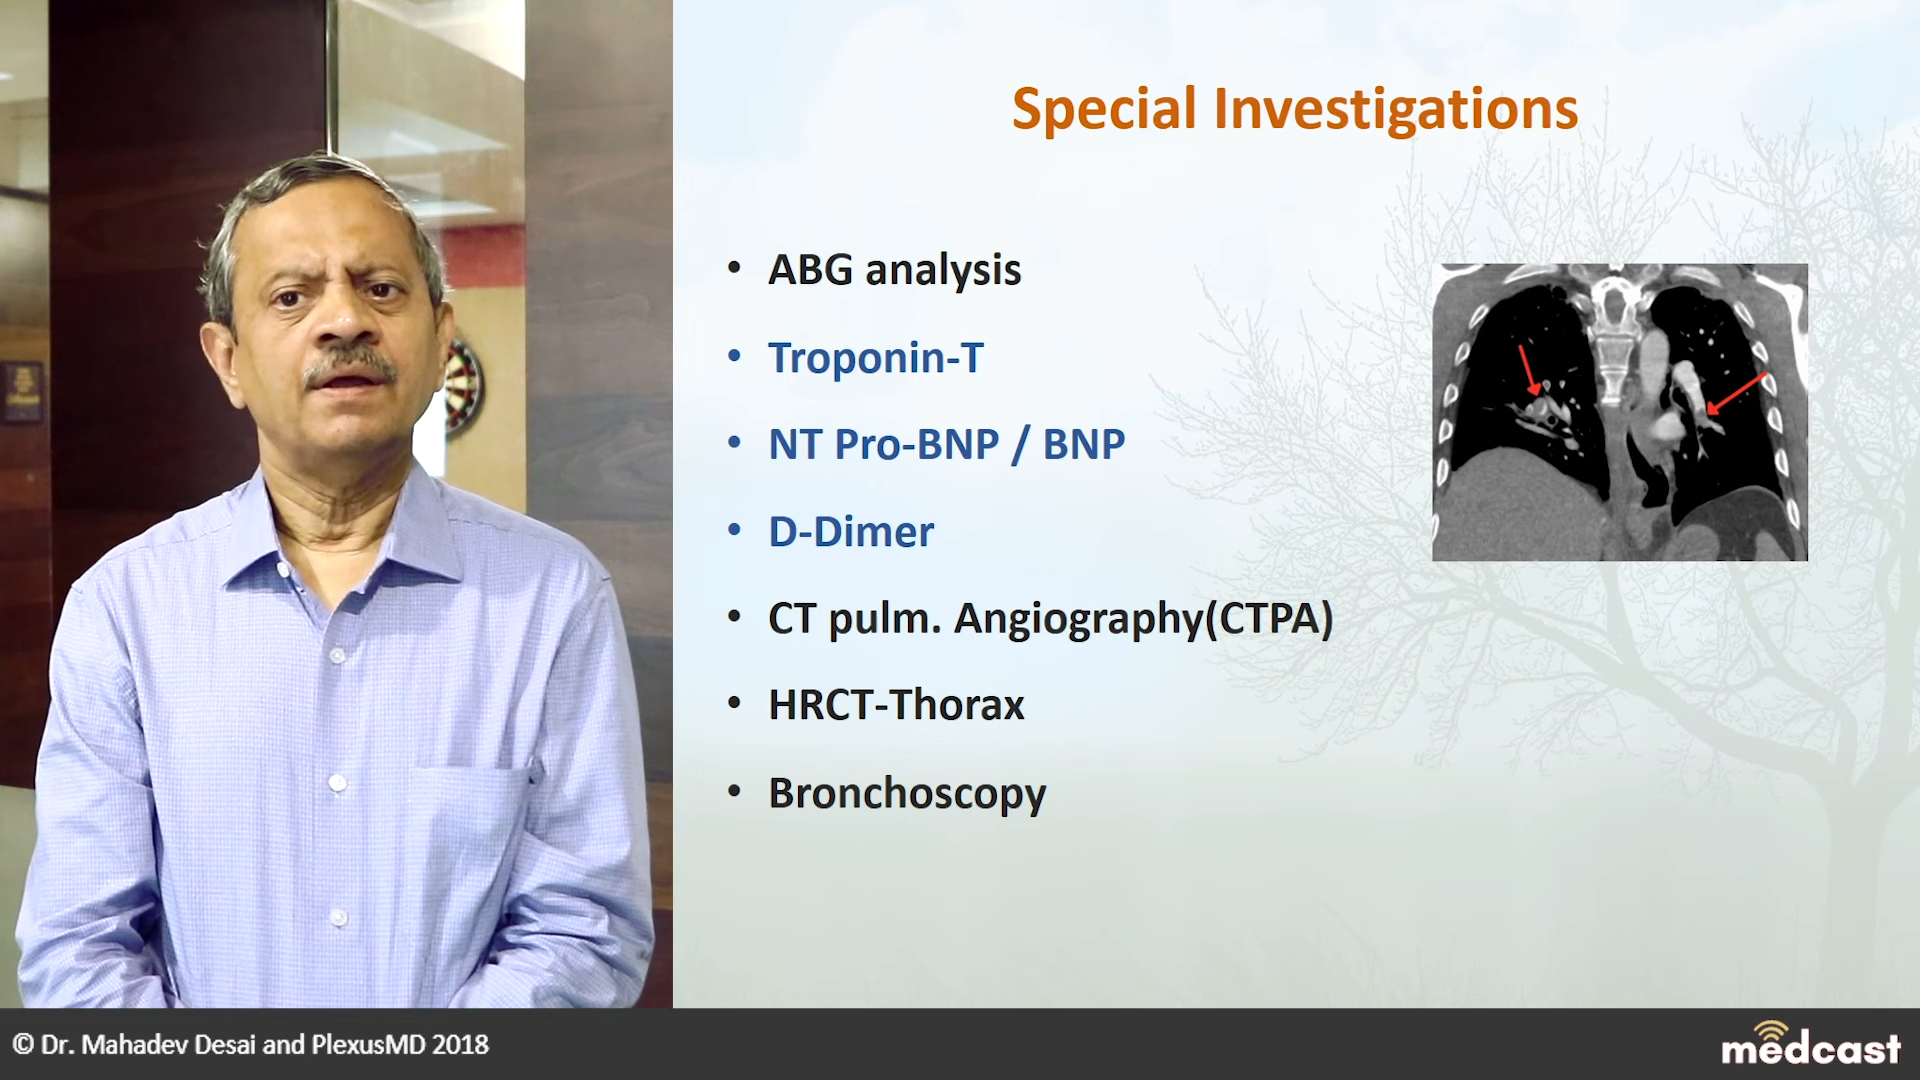 Special Investigations
• ABG analysis
• Troponin-T
• NT Pro-BNP / BNP
• D-Dimer
• CT pulm. Angiography(CTPA)
• HRCT-Thorax
• Bronchoscopy
© Dr. Mahadev Desai and PlexusMD 2018
medcast